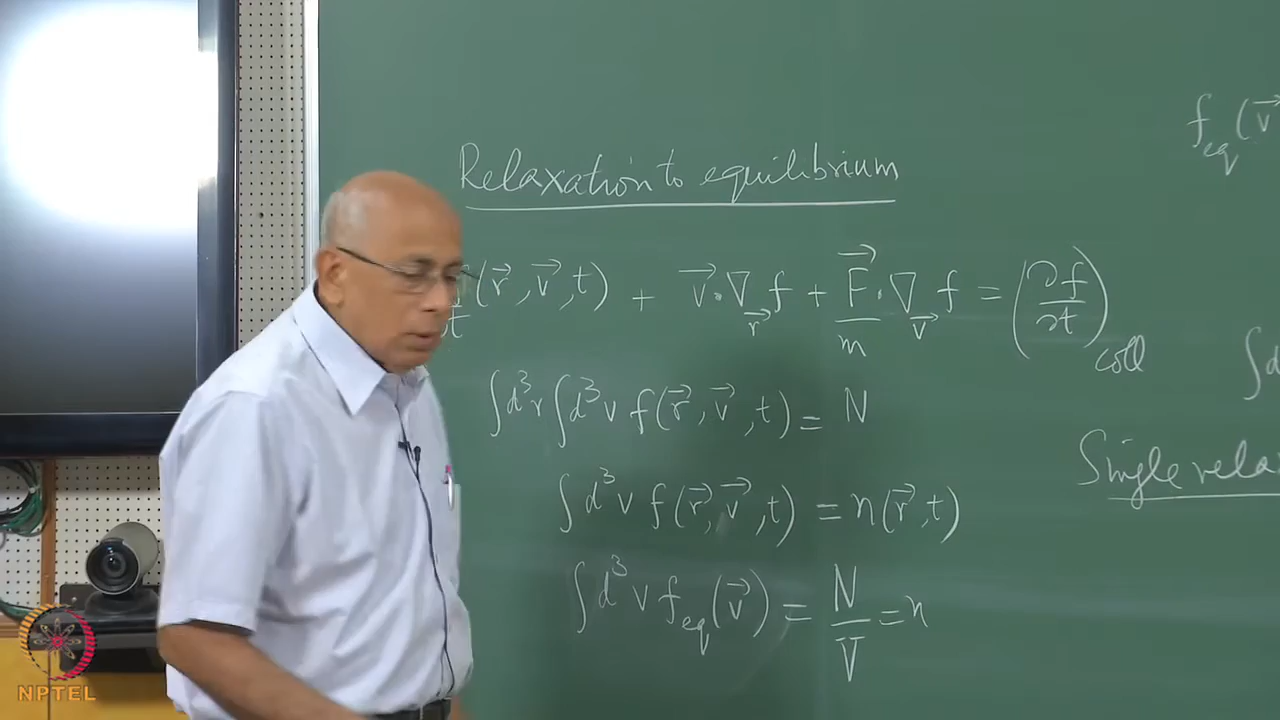 Relaxation to equilibrium
f_eq(v⃗
(r⃗, v⃗, t) + v⃗·∇_r⃗ f + F⃗/m · ∇_v⃗ f = (∂f/∂t)_coll
∫d³r ∫d³v f(r⃗, v⃗, t) = N
∫d
∫d³v f(r⃗, v⃗, t) = n(r⃗, t)
Single rela
∫d³v f_eq(v⃗) = N/V = n
NPTEL